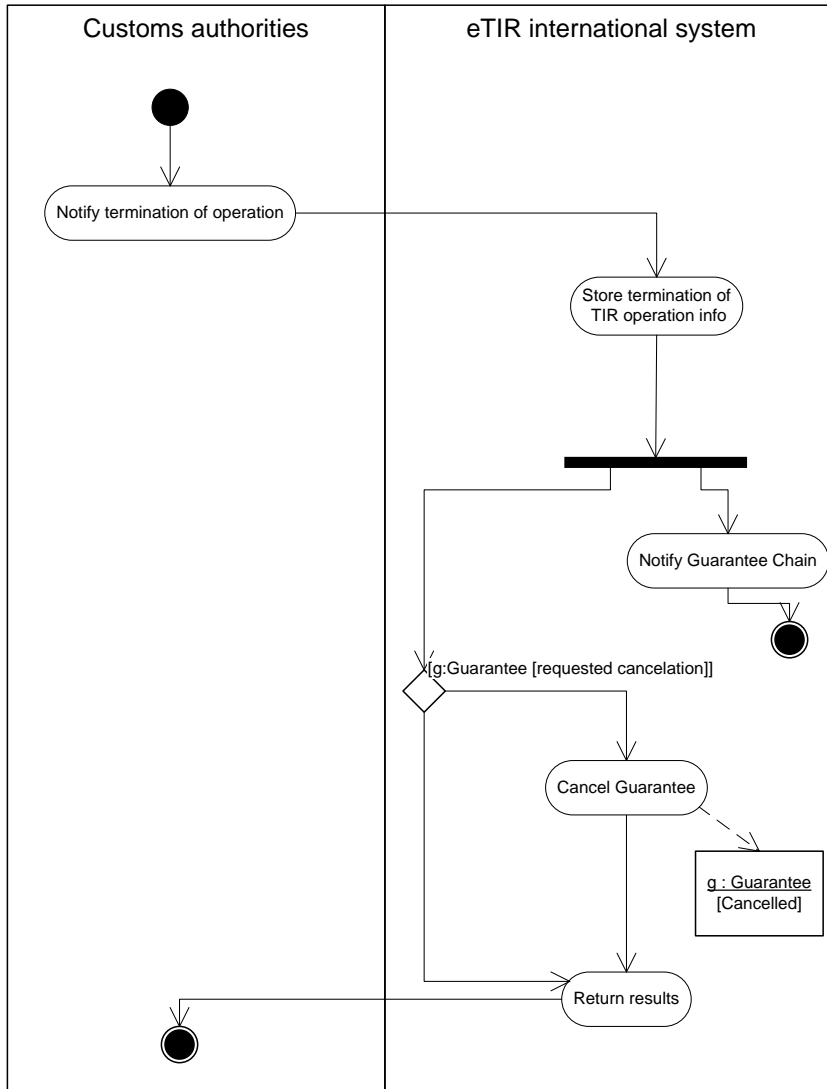 Customs authorities
eTIR international system
Notify termination of operation
Store termination of
TIR operation info
Notify Guarantee Chain
[g:Guarantee [requested cancelation]]
Cancel Guarantee
g : Guarantee
[Cancelled]
Return results